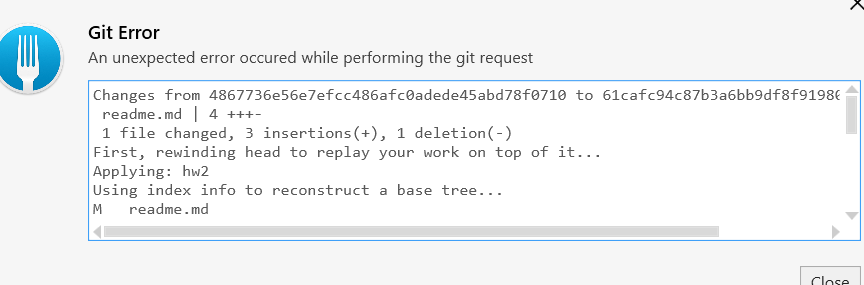 Git Error
An unexpected error occured while performing the git request
Changes from 4867736e56e7efcc486afc0adede45abd78f0710 to 61cafc94c87b3a6bb9df8f9198
readme.md | 4 +++-
1 file changed, 3 insertions(+), 1 deletion(-)
First, rewinding head to replay your work on top of it...
Applying: hw2
Using index info to reconstruct a base tree...
M readme.md
Close